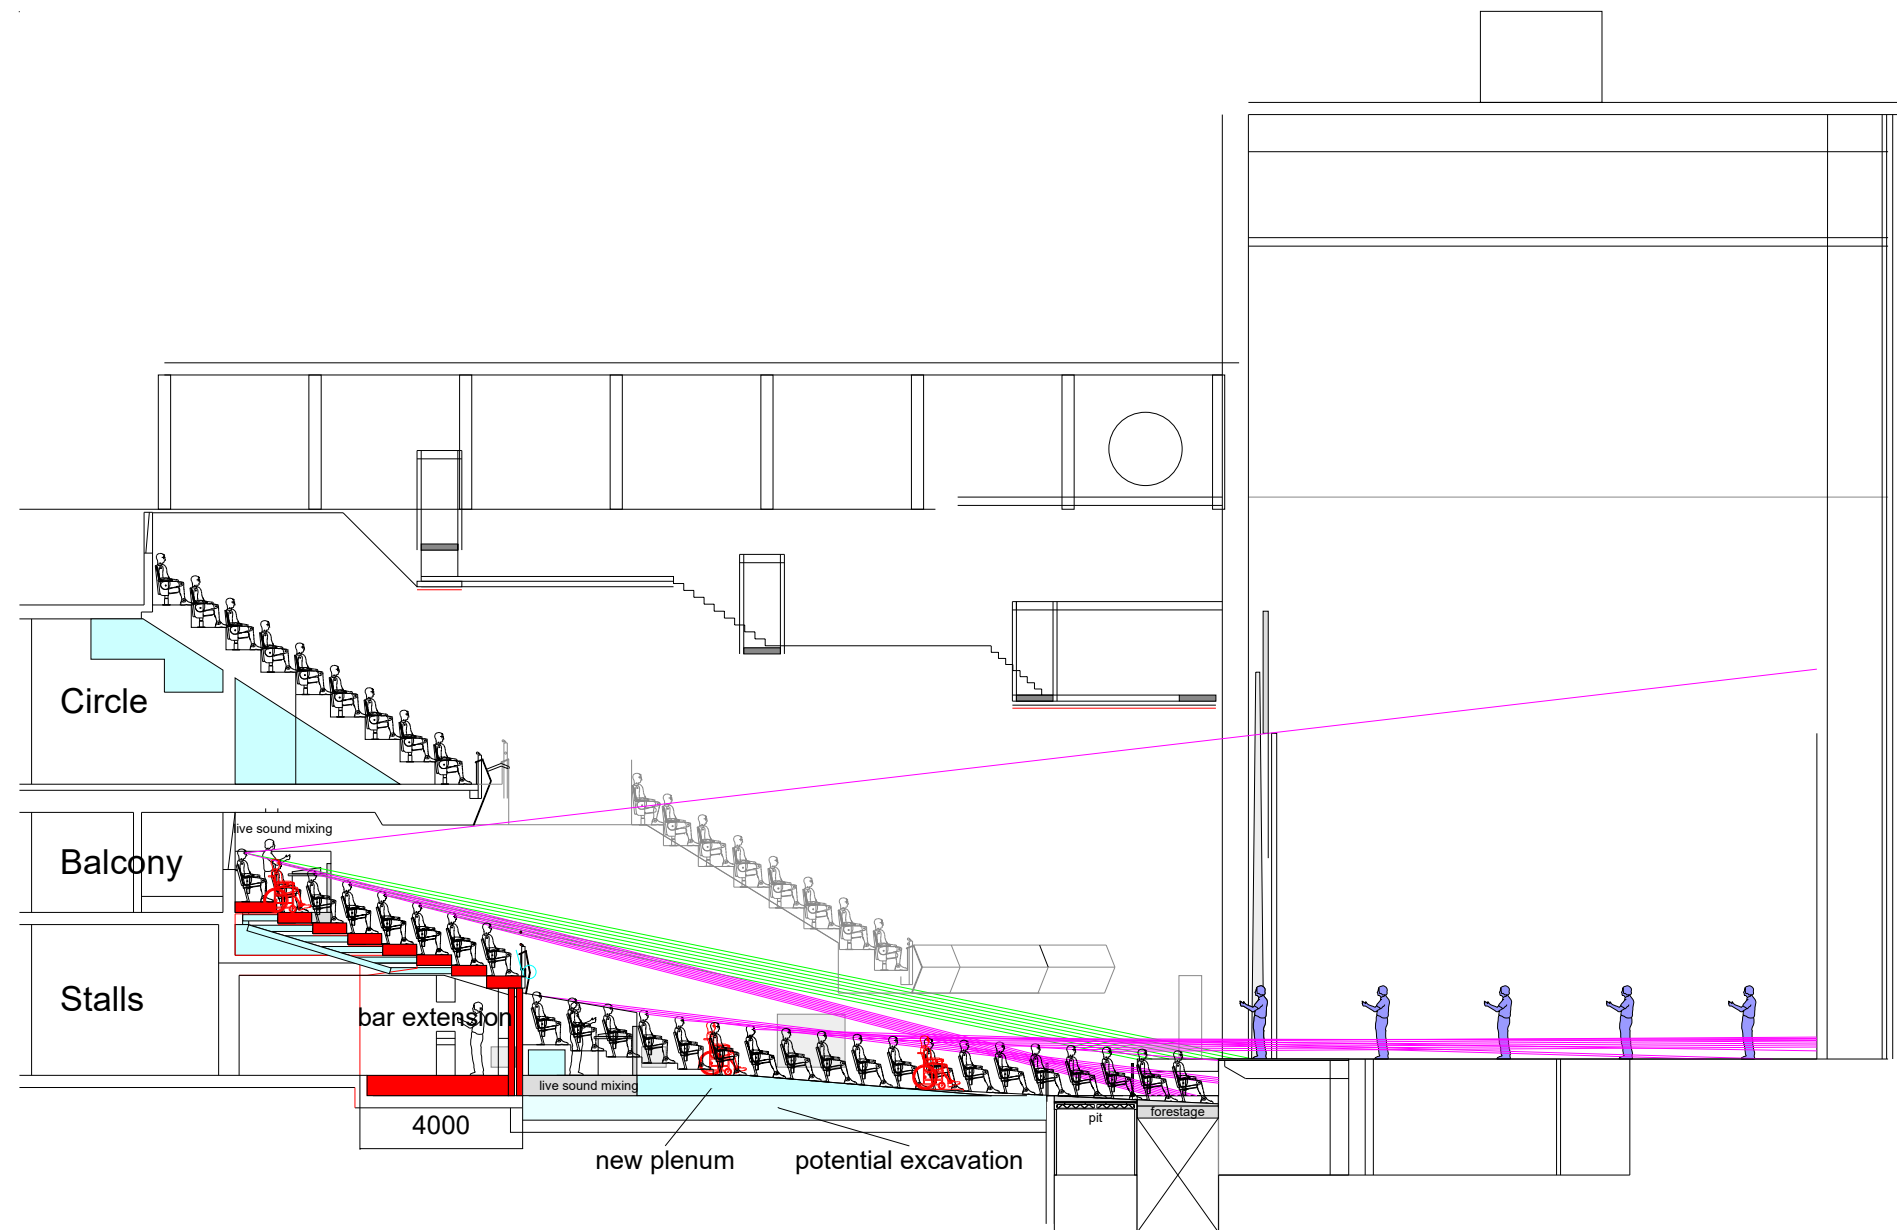 Circle
live sound mixing
Balcony
Stalls
bar extension
live sound mixing
4000
pit
forestage
new plenum
potential excavation